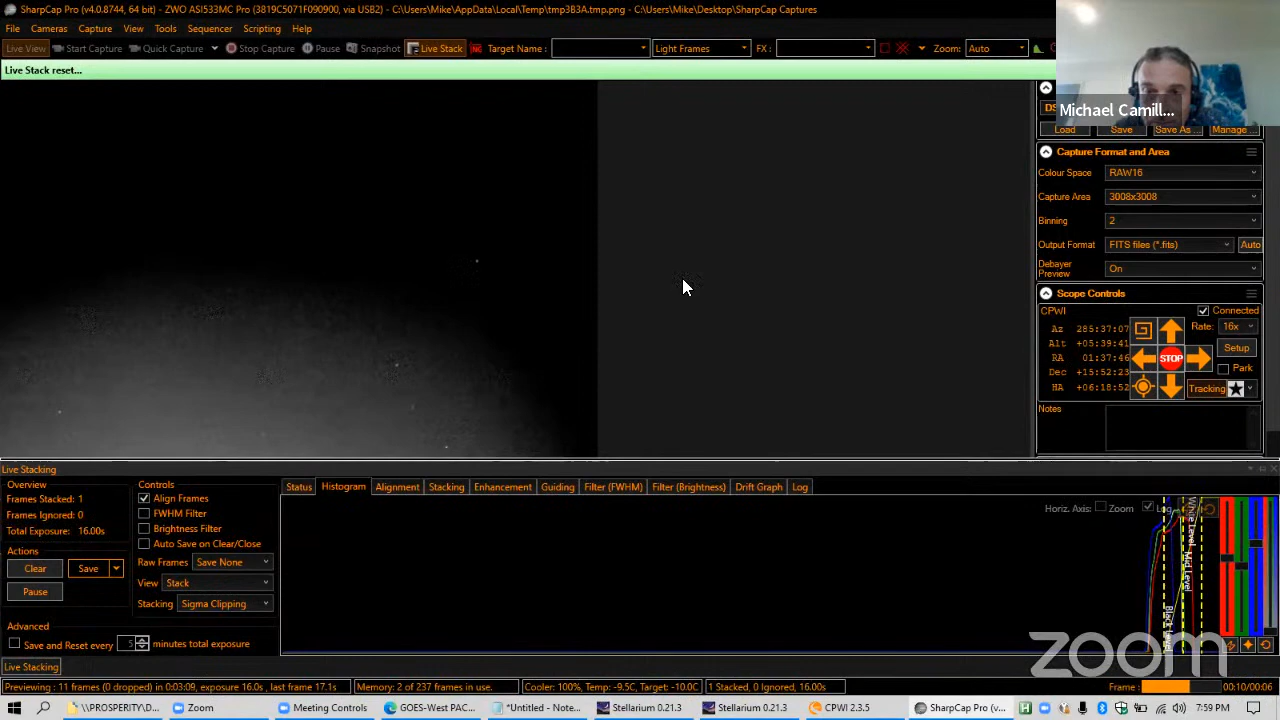 SharpCap Pro (v4.0.8744, 64 bit) - ZWO ASI533MC Pro (3819C5071F090900, via USB2) - C:\Users\Mike\AppData\Local\Temp\tmp3B3A.tmp.png - C:\Users\Mike\Desktop\SharpCap Captures
File Cameras Capture View Tools Sequencer Scripting Help
Live View Start Capture Quick Capture Stop Capture Pause Snapshot Live Stack Target Name : Light Frames FX : Zoom: Auto
Live Stack reset...
Michael Camill...
DS
Load Save Save As ... Manage ...
Capture Format and Area
Colour Space RAW16
Capture Area 3008x3008
Binning 2
Output Format FITS files (*.fits) Auto
Debayer Preview On
Scope Controls
CPWI Connected
Az 285:37:07 Rate: 16x
Alt +05:39:41
RA 01:37:46 STOP Setup
Dec +15:52:23 Park
HA +06:18:52 Tracking
Notes
Live Stacking
Overview
Frames Stacked: 1
Frames Ignored: 0
Total Exposure: 16.00s
Actions
Clear Save
Pause
Advanced
Save and Reset every 5 minutes total exposure
Controls
Align Frames
FWHM Filter
Brightness Filter
Auto Save on Clear/Close
Raw Frames Save None
View Stack
Stacking Sigma Clipping
Status Histogram Alignment Stacking Enhancement Guiding Filter (FWHM) Filter (Brightness) Drift Graph Log
Horiz. Axis: Zoom Log
White Level
Mid Level
Black Level
zoom
Live Stacking
Previewing : 11 frames (0 dropped) in 0:03:09, exposure 16.0s , last frame 17.1s Memory: 2 of 237 frames in use. Cooler: 100%, Temp: -9.5C, Target: -10.0C 1 Stacked, 0 Ignored, 16.00s Frame : 00:10/00:06
\\PROSPERITY\D... Zoom Meeting Controls GOES-West PAC... *Untitled - Note... Stellarium 0.21.3 Stellarium 0.21.3 CPWI 2.3.5 SharpCap Pro (v... 7:59 PM